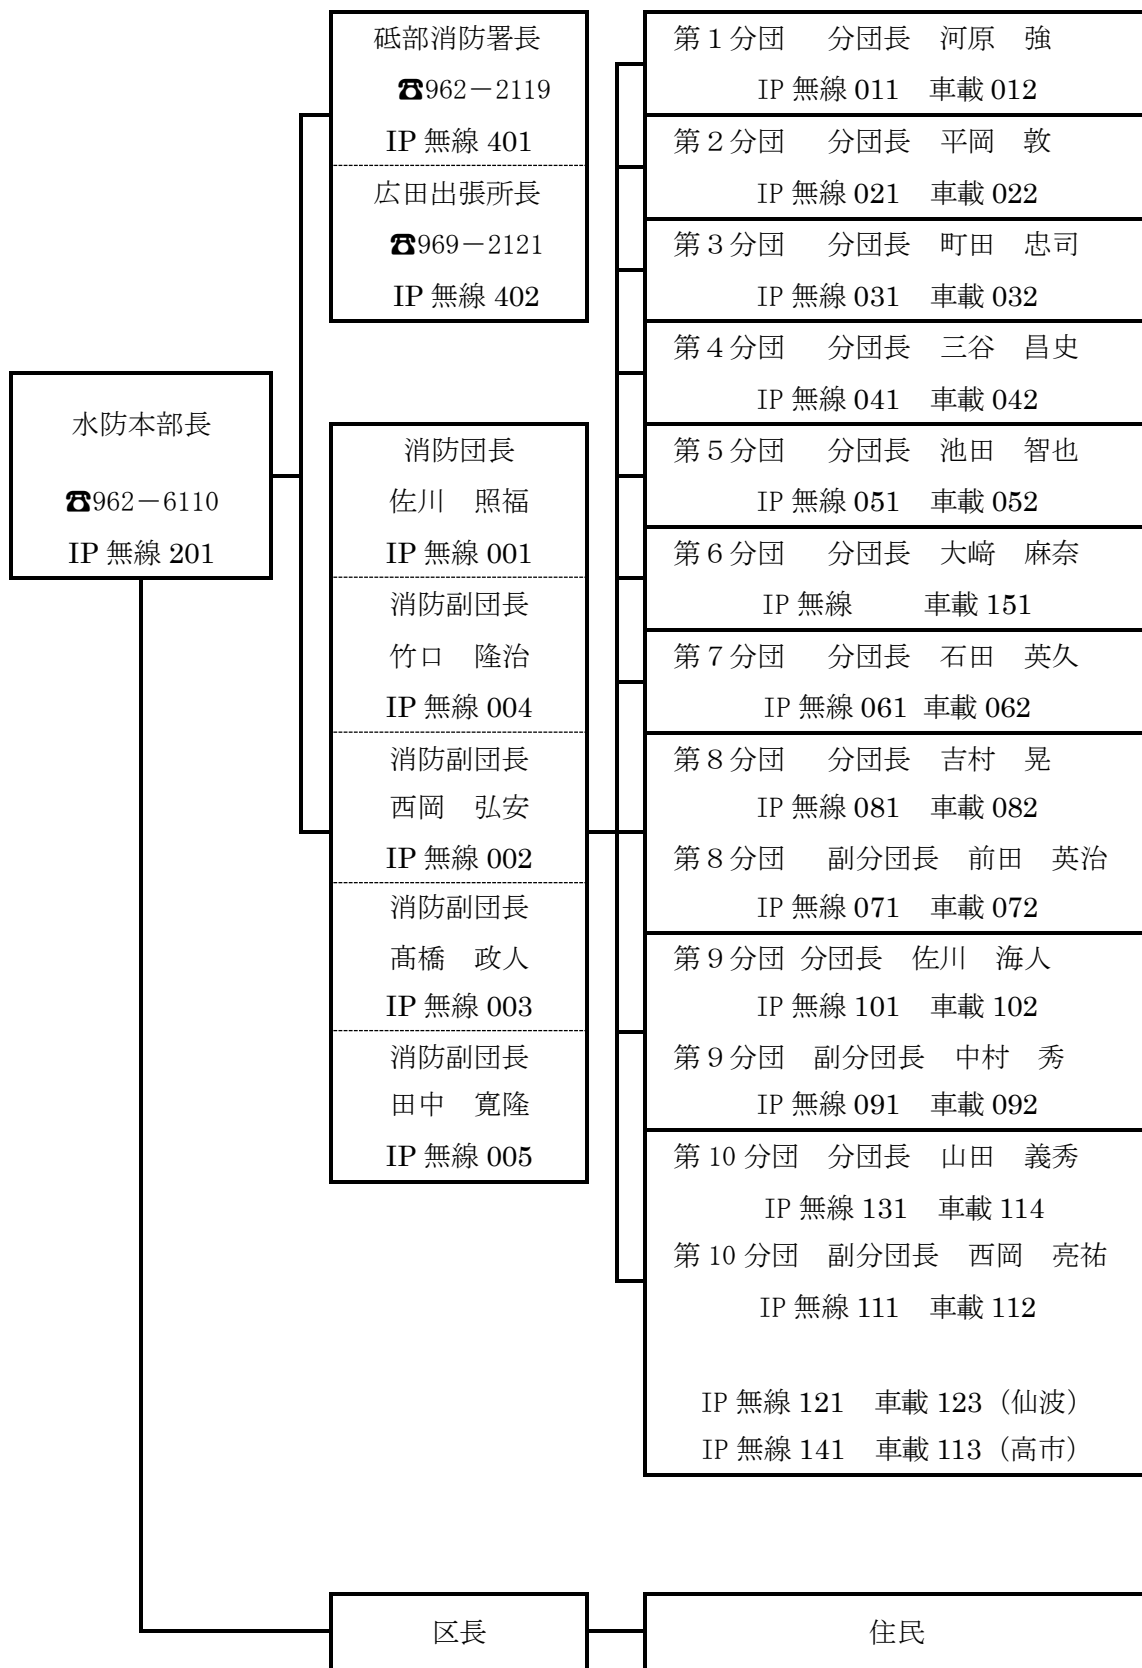 水防本部長
☎962－6110
IP 無線 201
砥部消防署長
☎962－2119
IP 無線 401
広田出張所長
☎969－2121
IP 無線 402
消防団長
佐川　照福
IP 無線 001
消防副団長
竹口　隆治
IP 無線 004
消防副団長
西岡　弘安
IP 無線 002
消防副団長
髙橋　政人
IP 無線 003
消防副団長
田中　寛隆
IP 無線 005
第１分団　分団長　河原　強
IP 無線 011　車載 012
第２分団　分団長　平岡　敦
IP 無線 021　車載 022
第３分団　分団長　町田　忠司
IP 無線 031　車載 032
第４分団　分団長　三谷　昌史
IP 無線 041　車載 042
第５分団　分団長　池田　智也
IP 無線 051　車載 052
第６分団　分団長　大﨑　麻奈
IP 無線　　車載 151
第７分団　分団長　石田　英久
IP 無線 061 車載 062
第８分団　分団長　吉村　晃
IP 無線 081　車載 082
第８分団　副分団長　前田　英治
IP 無線 071　車載 072
第９分団 分団長　佐川　海人
IP 無線 101　車載 102
第９分団　副分団長　中村　秀
IP 無線 091　車載 092
第 10 分団　分団長　山田　義秀
IP 無線 131　車載 114
第 10 分団　副分団長　西岡　亮祐
IP 無線 111　車載 112
IP 無線 121　車載 123（仙波）
IP 無線 141　車載 113（高市）
区長
住民